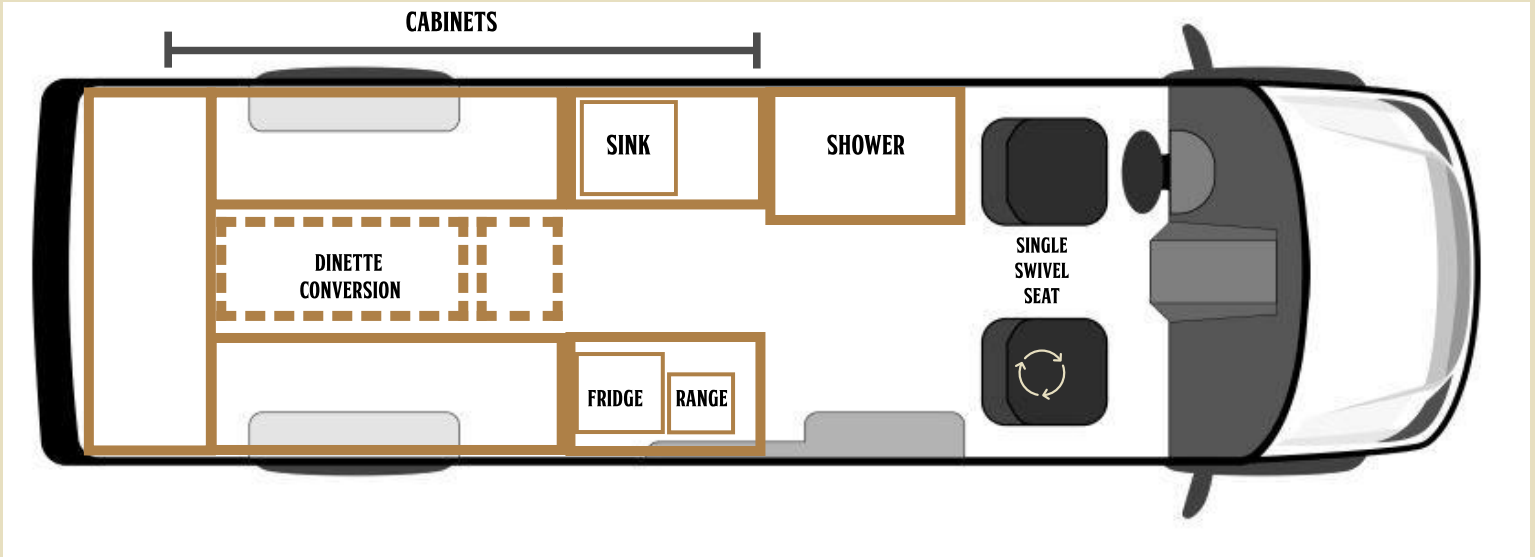 CABINETS
SINK
SHOWER
DINETTE
CONVERSION
SINGLE
SWIVEL
SEAT
FRIDGE
RANGE